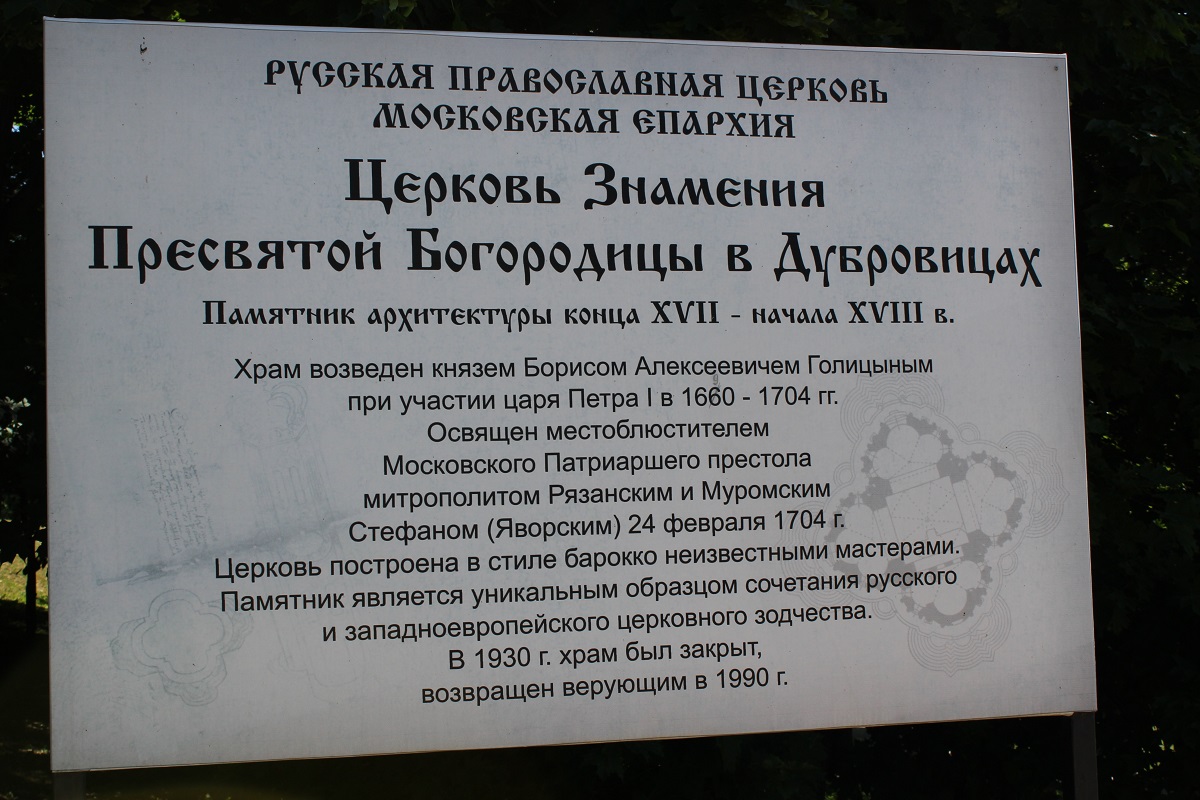 РУССКАЯ ПРАВОСЛАВНАЯ ЦЕРКОВЬ
МОСКОВСКАЯ ЕПАРХИЯ
Церковь Знамения
Пресвятой Богородицы в Дубровицах
Памятник архитектуры конца XVII - начала XVIII в.
Храм возведен князем Борисом Алексеевичем Голицыным
при участии царя Петра I в 1660 - 1704 гг.
Освящен местоблюстителем
Московского Патриаршего престола
митрополитом Рязанским и Муромским
Стефаном (Яворским) 24 февраля 1704 г.
Церковь построена в стиле барокко неизвестными мастерами.
Памятник является уникальным образцом сочетания русского
и западноевропейского церковного зодчества.
В 1930 г. храм был закрыт,
возвращен верующим в 1990 г.